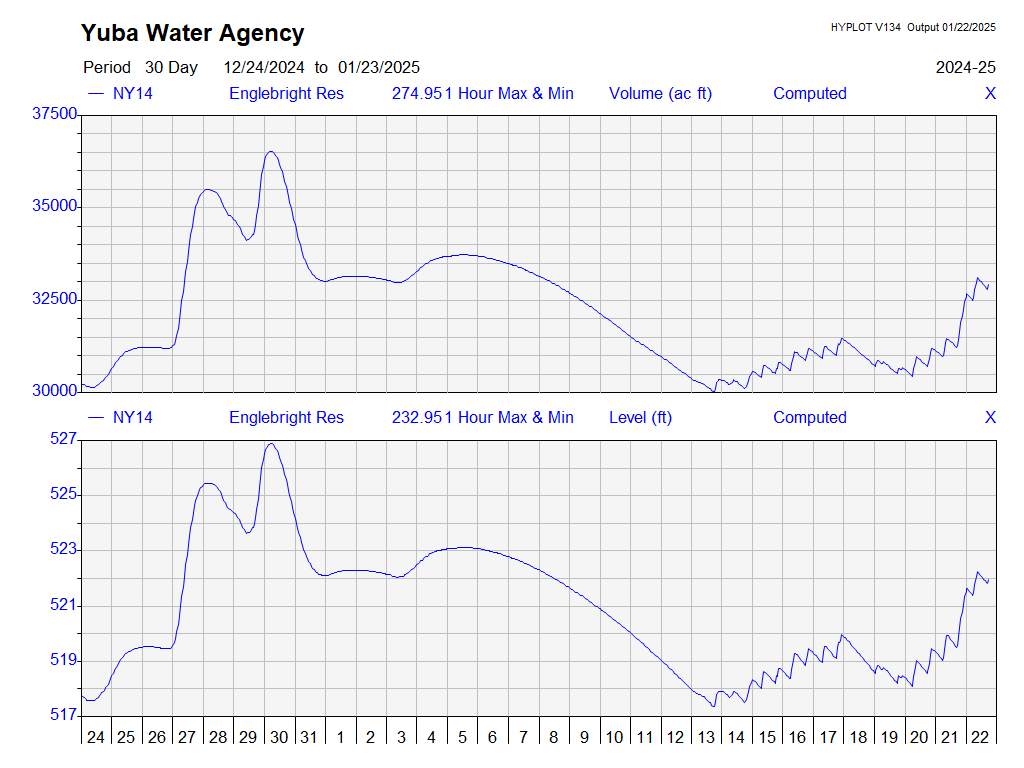 Yuba Water Agency
HYPLOT V134 Output 01/22/2025
Period 30 Day 12/24/2024 to 01/23/2025 2024-25
NY14 Englebright Res 274.951 Hour Max & Min Volume (ac ft) Computed X
37500
35000
32500
30000
NY14 Englebright Res 232.951 Hour Max & Min Level (ft) Computed X
527
525
523
521
519
517
24 25 26 27 28 29 30 31 1 2 3 4 5 6 7 8 9 10 11 12 13 14 15 16 17 18 19 20 21 22